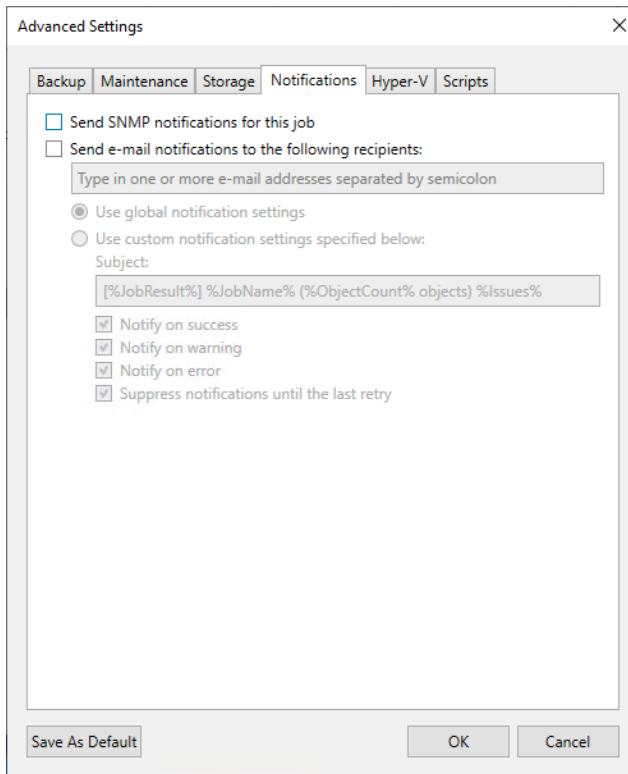 Advanced Settings
Backup Maintenance Storage Notifications Hyper-V Scripts
Send SNMP notifications for this job
Send e-mail notifications to the following recipients:
Type in one or more e-mail addresses separated by semicolon
Use global notification settings
Use custom notification settings specified below:
Subject:
[%JobResult%] %JobName% (%ObjectCount% objects) %Issues%
Notify on success
Notify on warning
Notify on error
Suppress notifications until the last retry
Save As Default OK Cancel